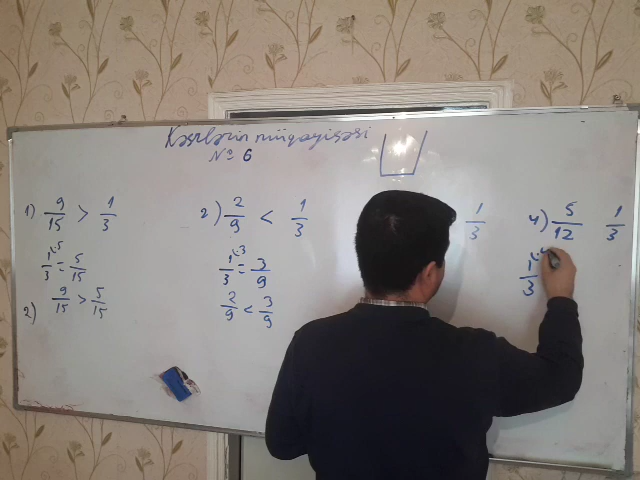 Kəsrlərin müqayisəsi
№ 6
1) 9/15 > 1/3
1/3 ⁽⁵ = 5/15
2) 9/15 > 5/15
2) 2/9 < 1/3
1/3 ⁽³ = 3/9
2/9 < 3/9
1/3
4) 5/12 1/3
1/3 ⁽⁴